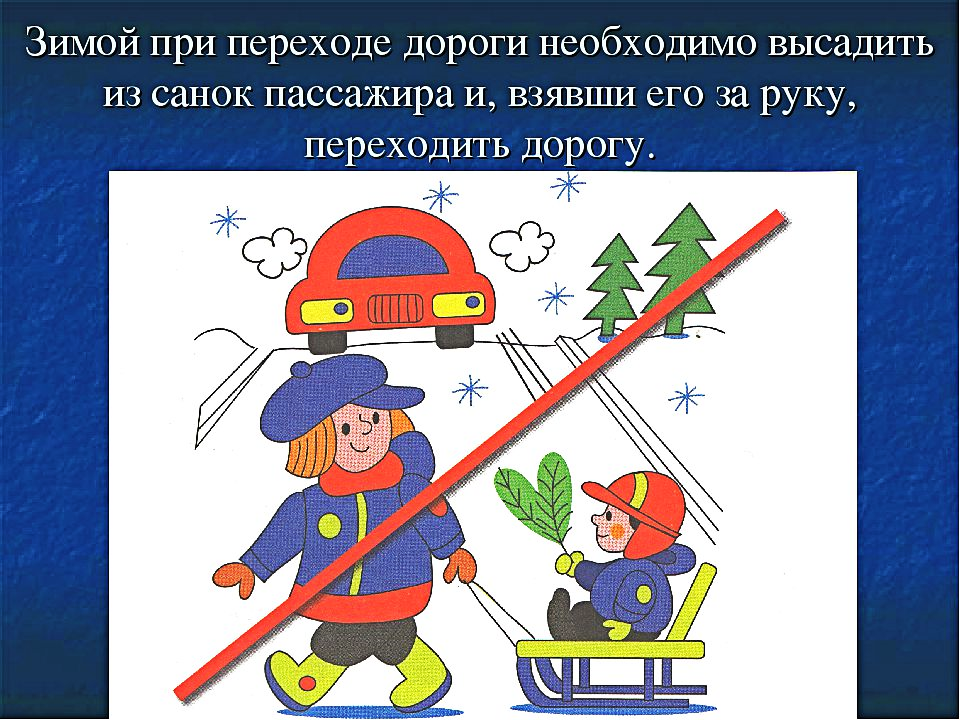 Зимой при переходе дороги необходимо высадить
из санок пассажира и, взявши его за руку,
переходить дорогу.